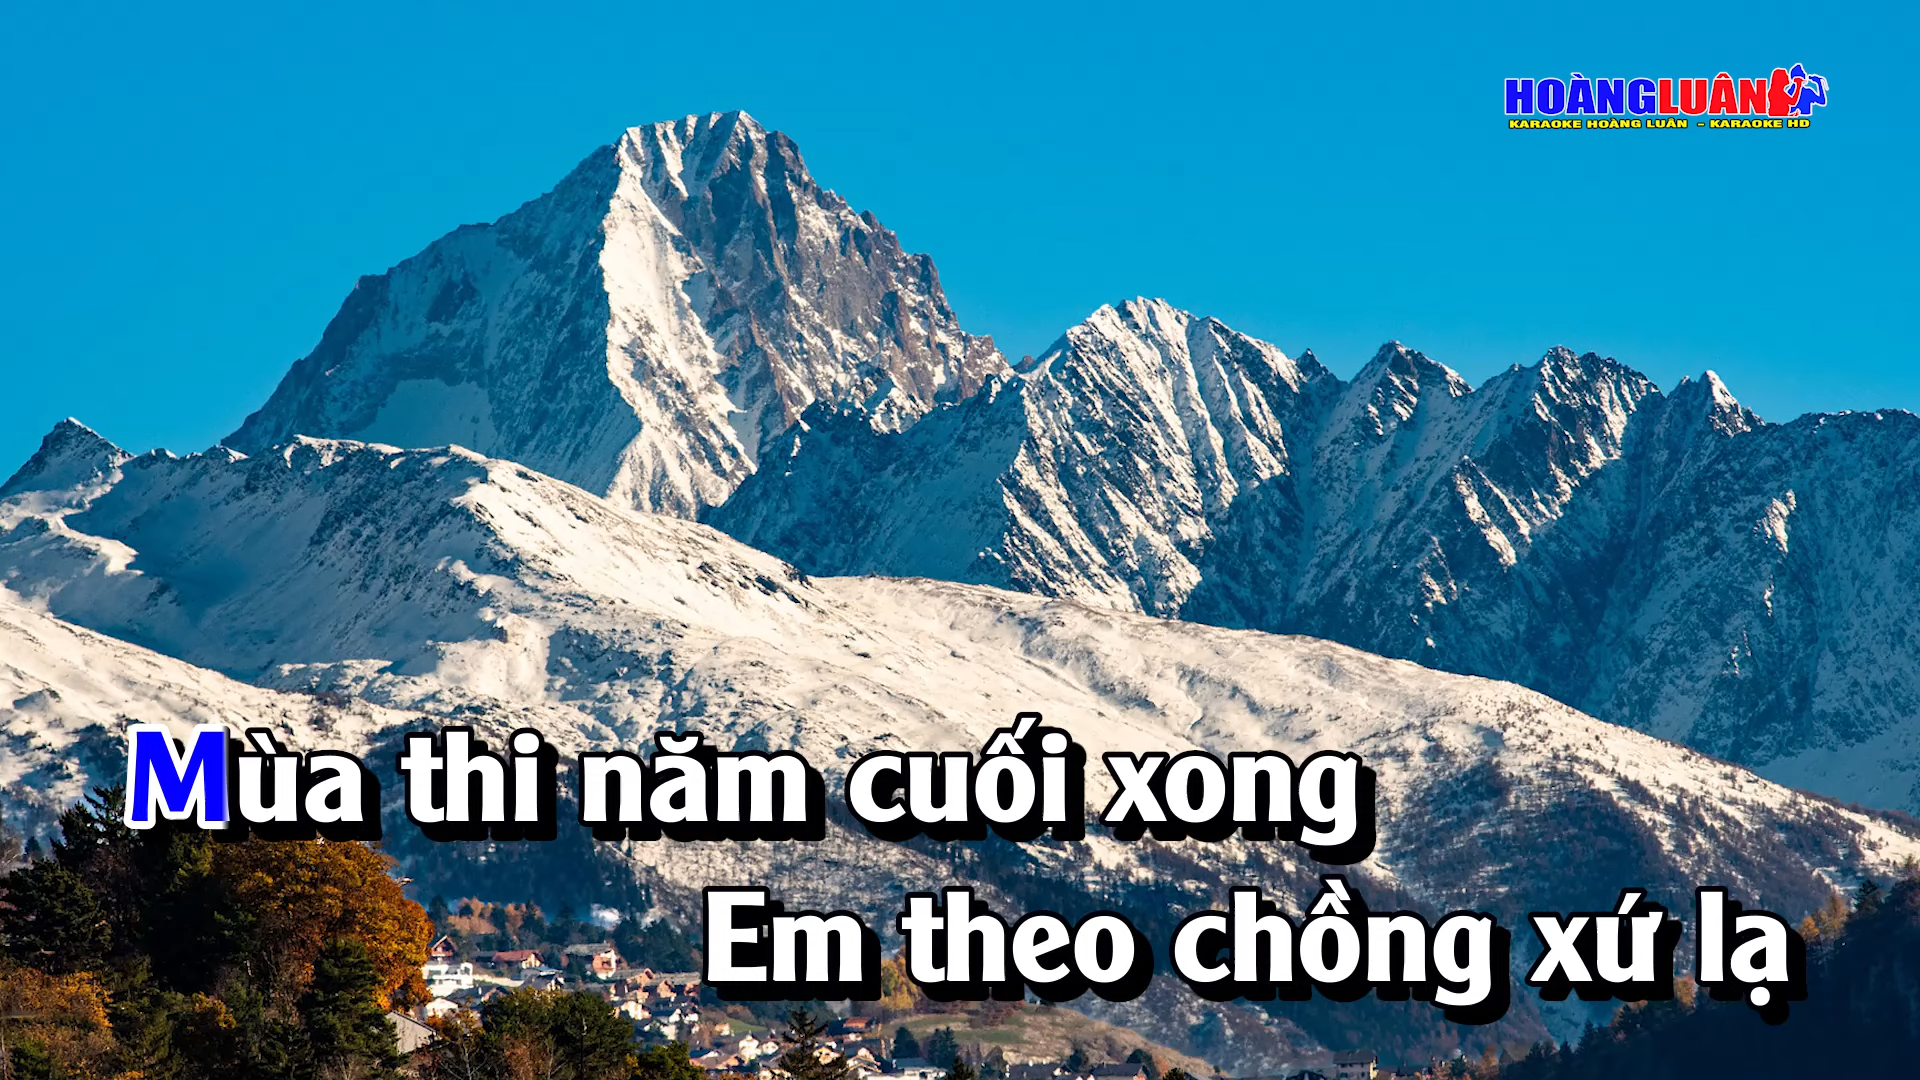 HOÀNGLUÂN
KARAOKE HOÀNG LUÂN - KARAOKE HD
Mùa thi năm cuối xong
Em theo chồng xứ lạ